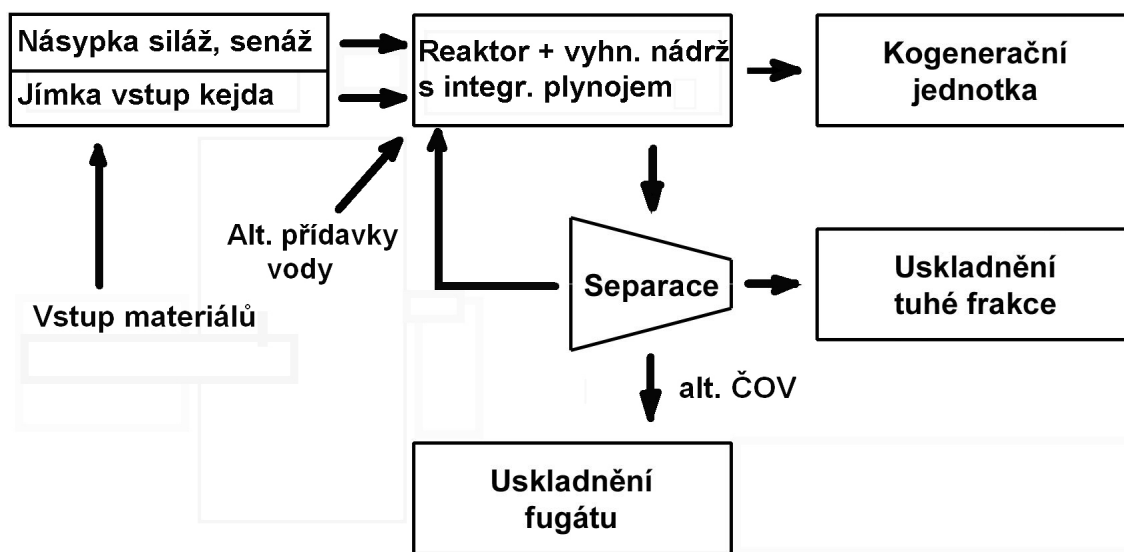 Násypka siláž, senáž
Jímka vstup kejda
Reaktor + vyhn. nádrž
s integr. plynojem
Kogenerační
jednotka
Alt. přídavky
vody
Vstup materiálů
Separace
Uskladnění
tuhé frakce
alt. ČOV
Uskladnění
fugátu